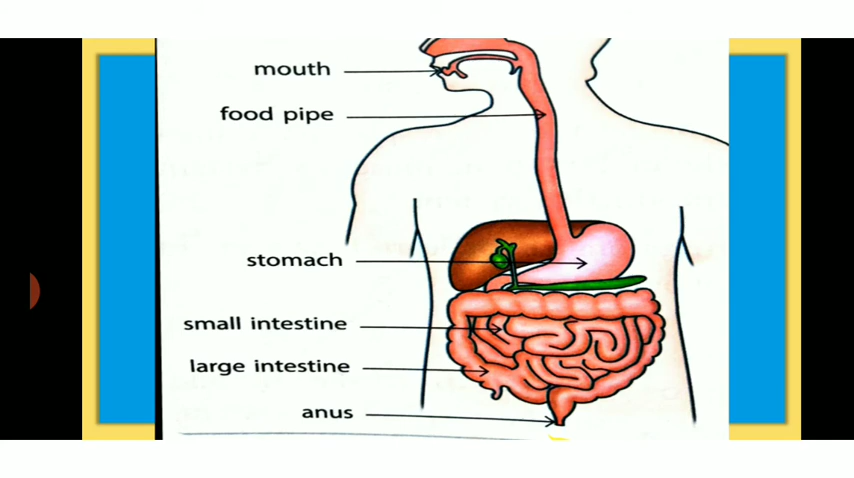 mouth
food pipe
stomach
small intestine
large intestine
anus